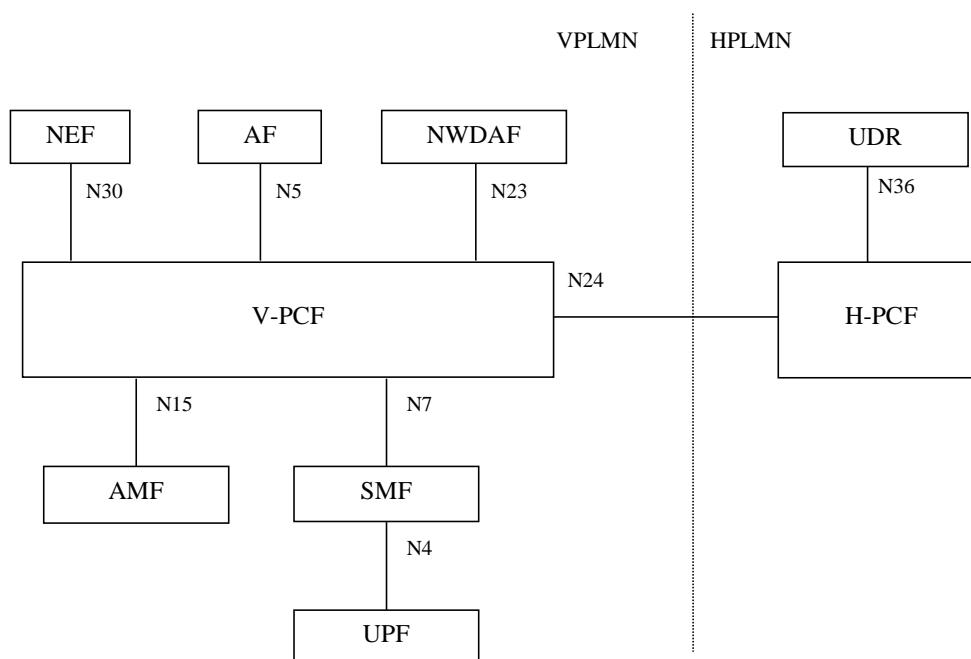 VPLMN
HPLMN
NEF
AF
NWDAF
UDR
N30
N5
N23
N36
N24
V-PCF
H-PCF
N15
N7
AMF
SMF
N4
UPF